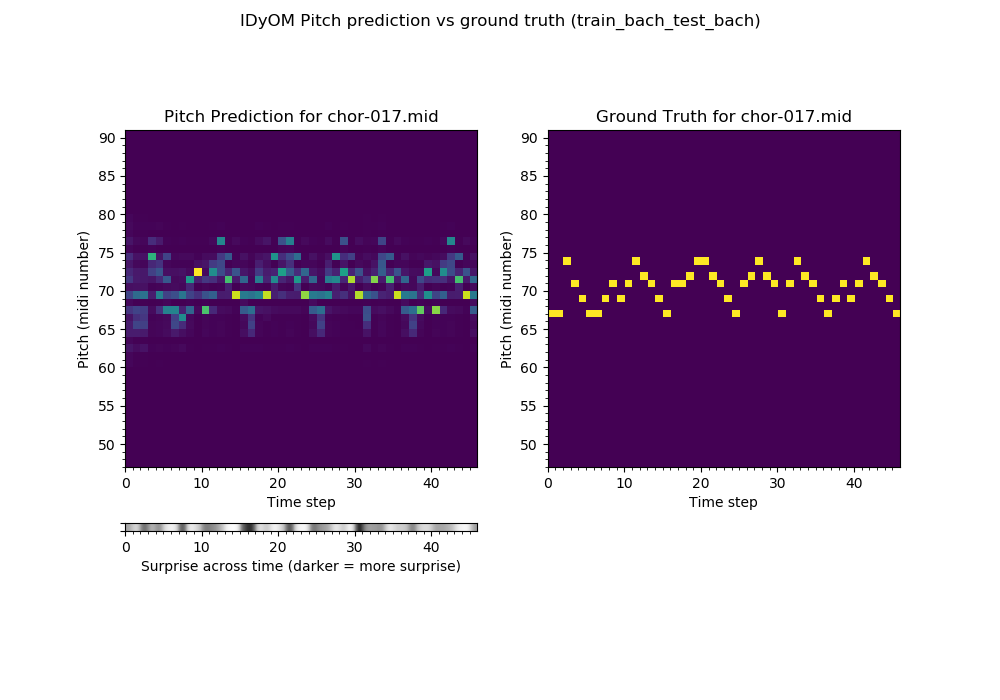 IDyOM Pitch prediction vs ground truth (train_bach_test_bach)
Pitch Prediction for chor-017.mid
90
85
80
75
70
65
60
55
50
Pitch (midi number)
0 10 20 30 40
Time step
Ground Truth for chor-017.mid
90
85
80
75
70
65
60
55
50
Pitch (midi number)
0 10 20 30 40
Time step
0 10 20 30 40
Surprise across time (darker = more surprise)